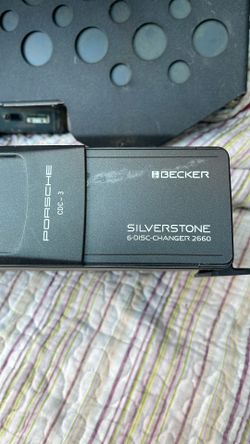 PORSCHE
CDC-3
BECKER
SILVERSTONE
6-DISC-CHANGER 2660